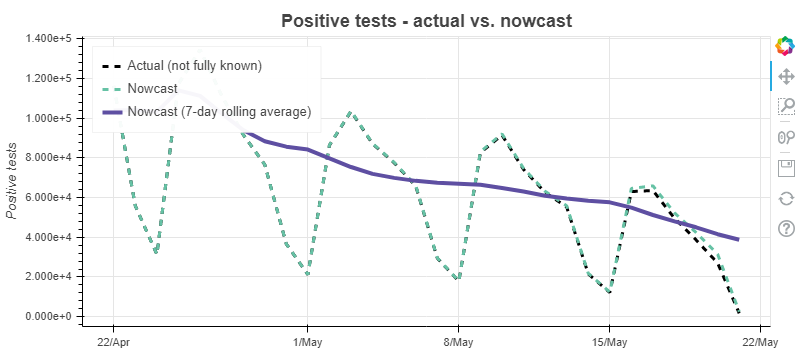 Positive tests - actual vs. nowcast
1.400e+5
1.200e+5
1.000e+5
8.000e+4
6.000e+4
4.000e+4
2.000e+4
0.000e+0
Positive tests
Actual (not fully known)
Nowcast
Nowcast (7-day rolling average)
22/Apr
1/May
8/May
15/May
22/May